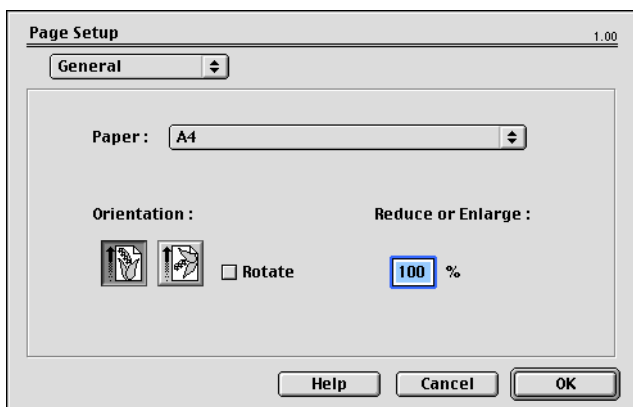 Page Setup
1.00
General
Paper : A4
Orientation : Reduce or Enlarge :
Rotate 100 %
Help Cancel OK